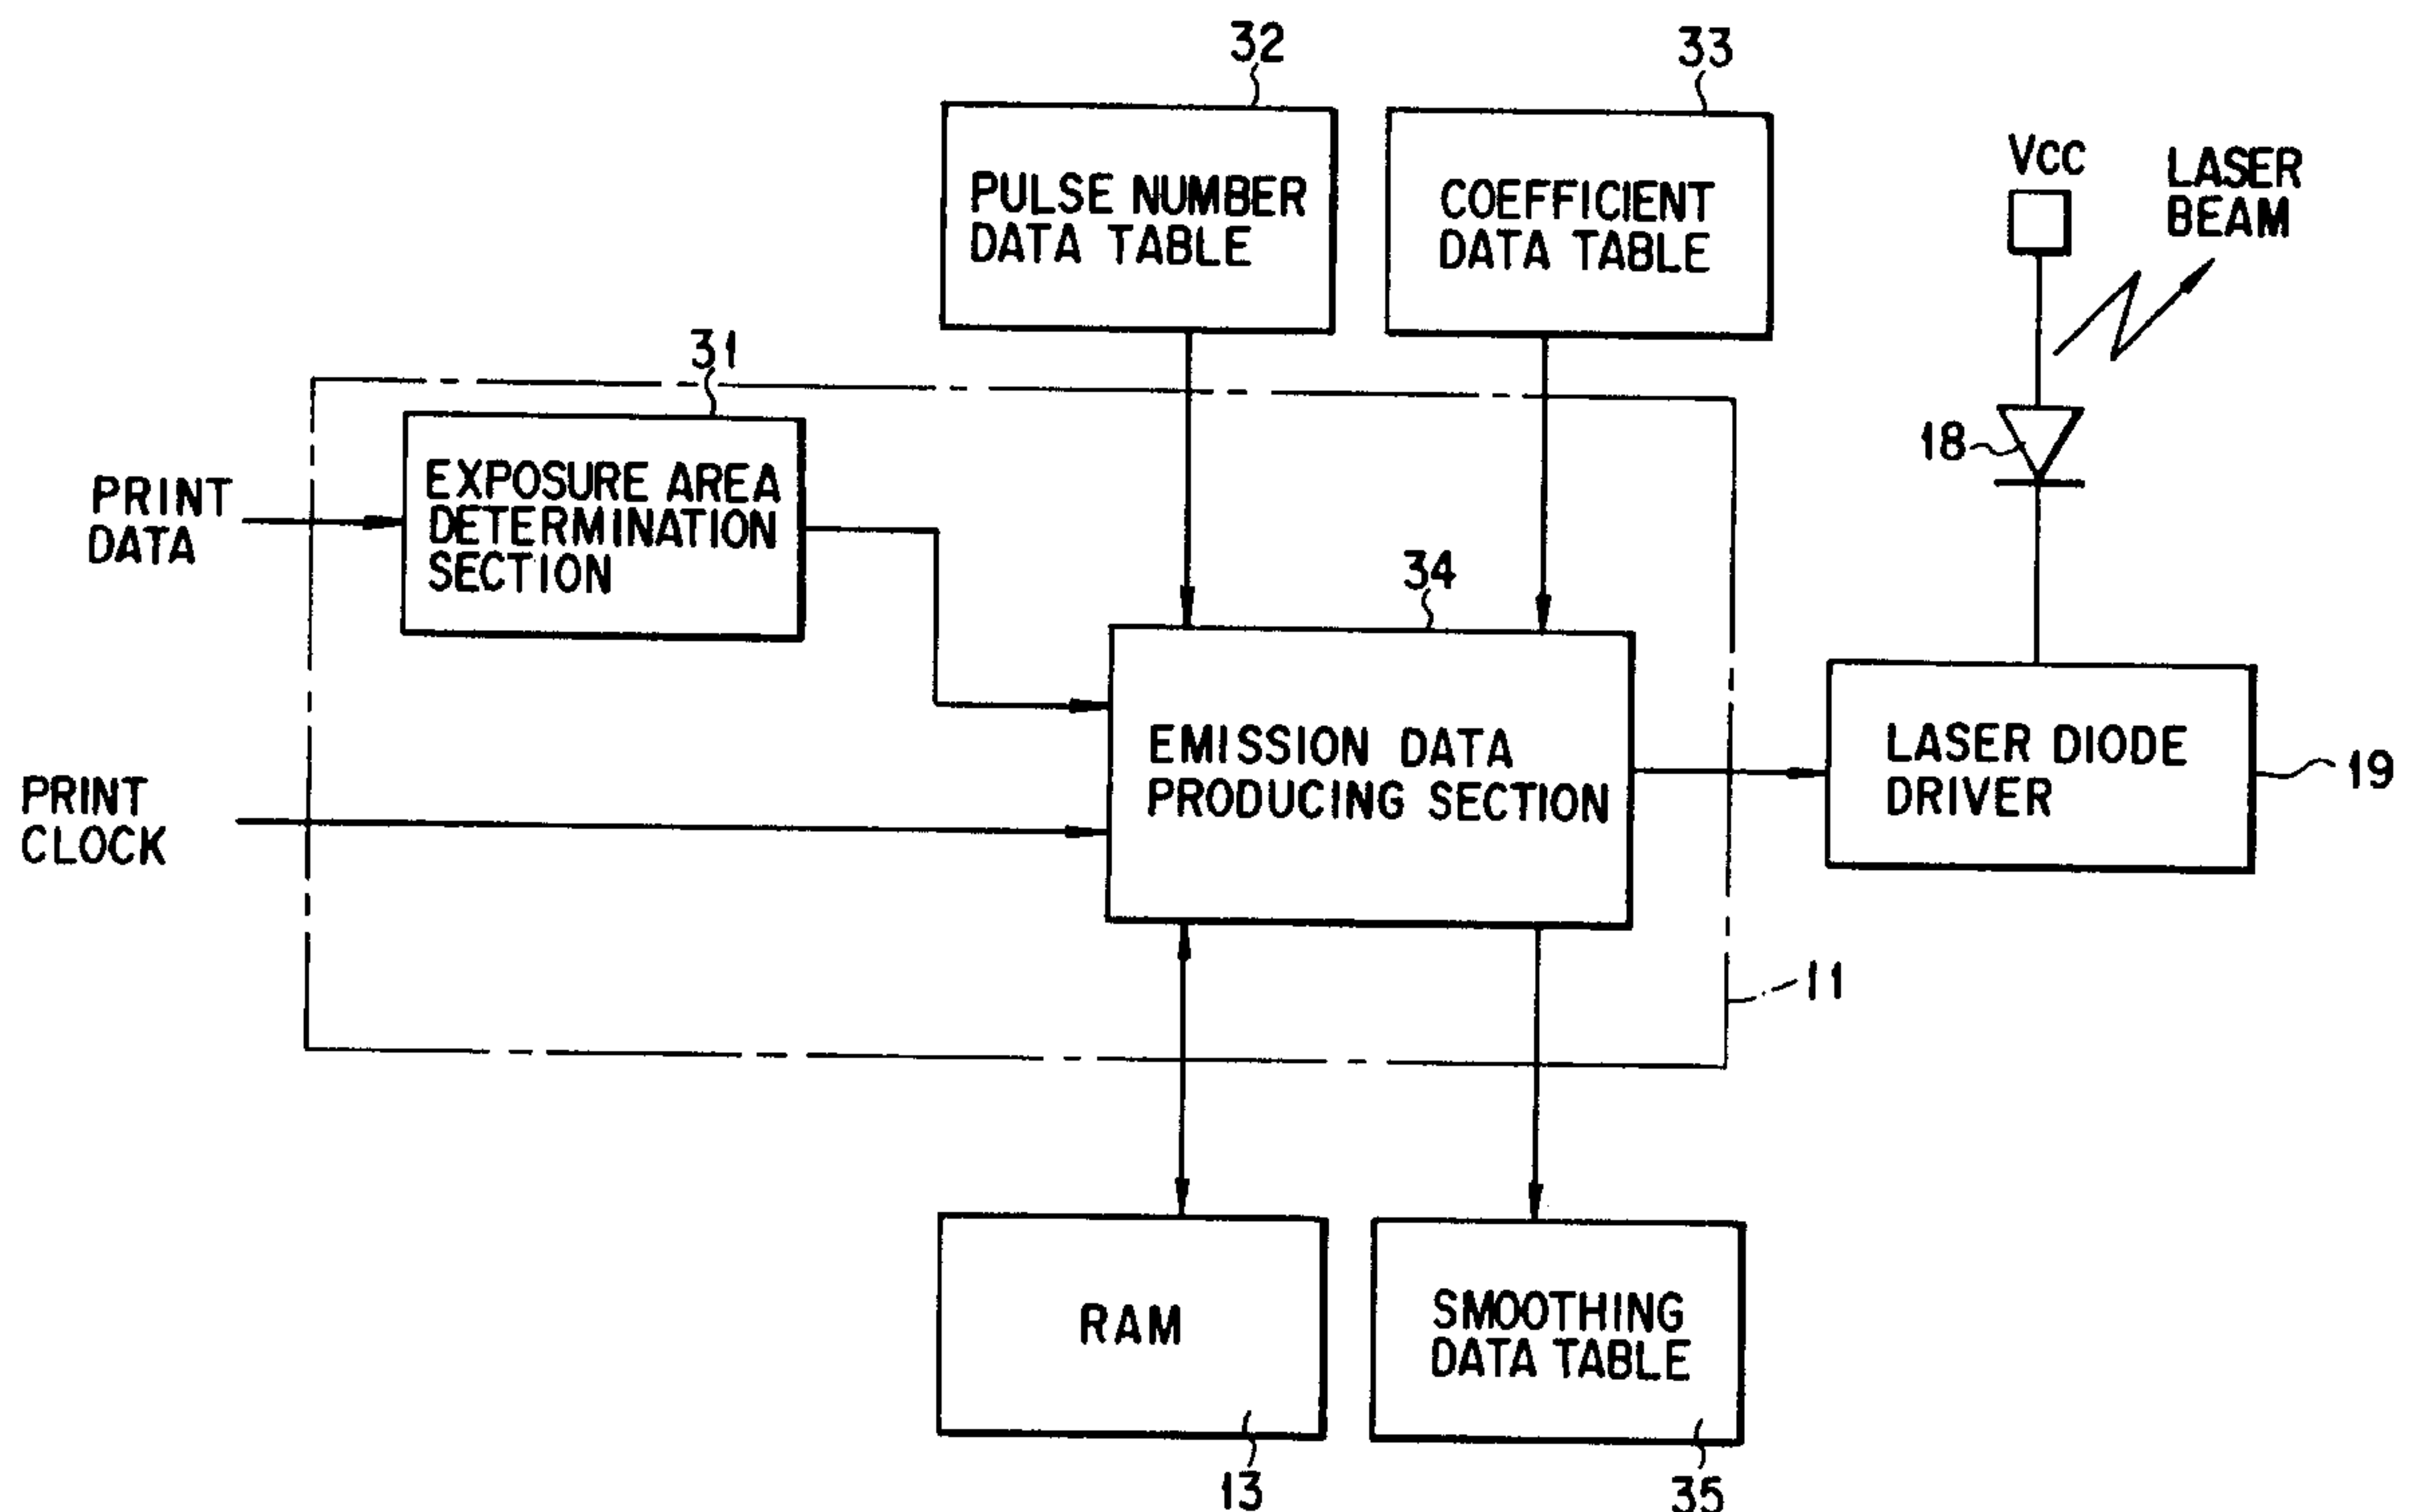 32
33
PULSE NUMBER
DATA TABLE
COEFFICIENT
DATA TABLE
VCC
LASER
BEAM
31
EXPOSURE AREA
DETERMINATION
SECTION
PRINT
DATA
18
34
PRINT
CLOCK
EMISSION DATA
PRODUCING SECTION
LASER DIODE
DRIVER
19
11
RAM
SMOOTHING
DATA TABLE
13
35